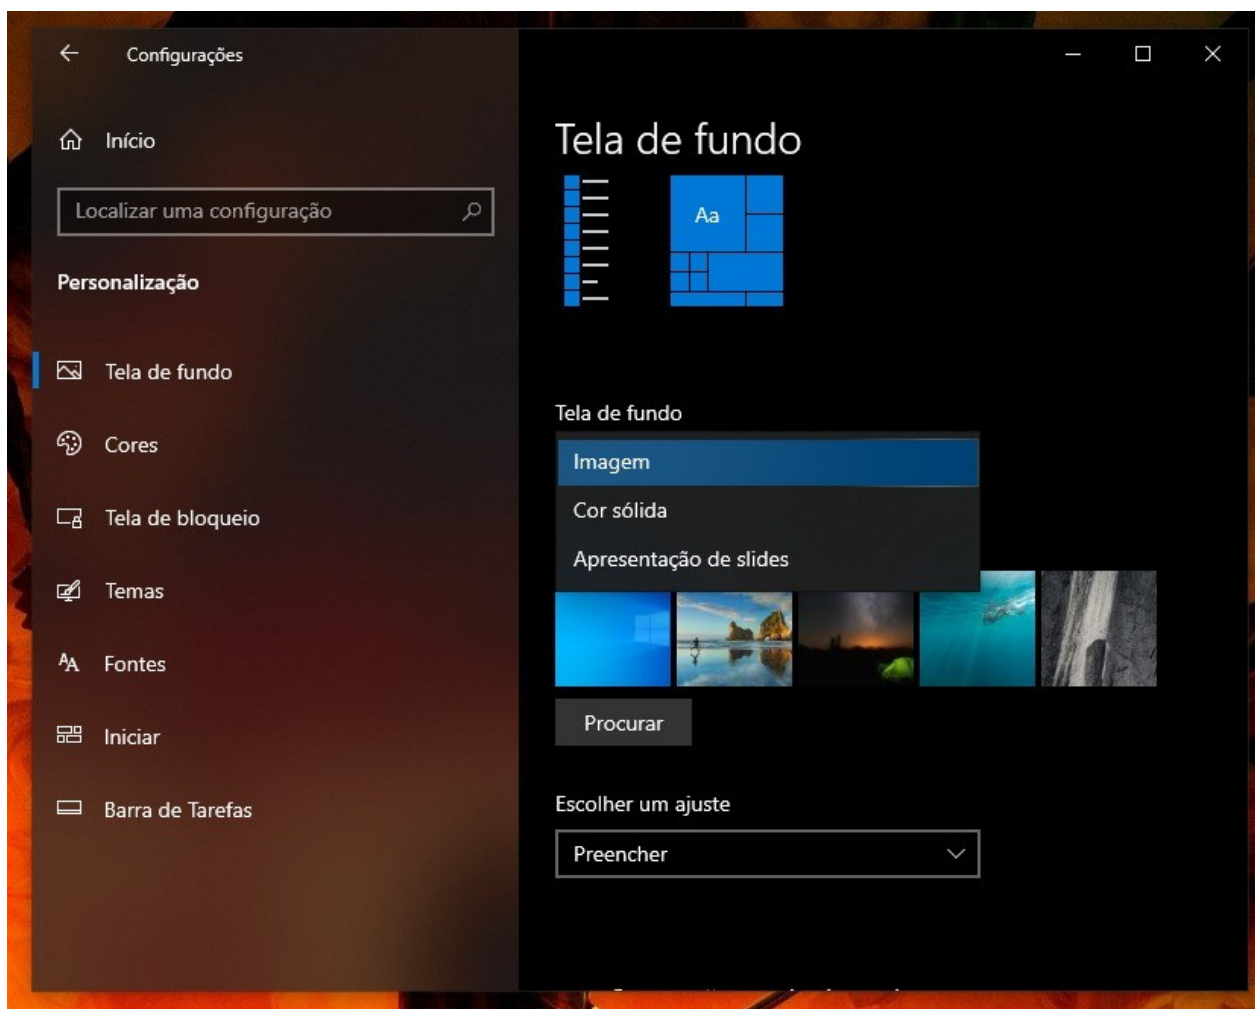 Configurações
Início
Localizar uma configuração
Personalização
Tela de fundo
Cores
Tela de bloqueio
Temas
Fontes
Iniciar
Barra de Tarefas
Tela de fundo
Aa
Tela de fundo
Imagem
Cor sólida
Apresentação de slides
Procurar
Escolher um ajuste
Preencher